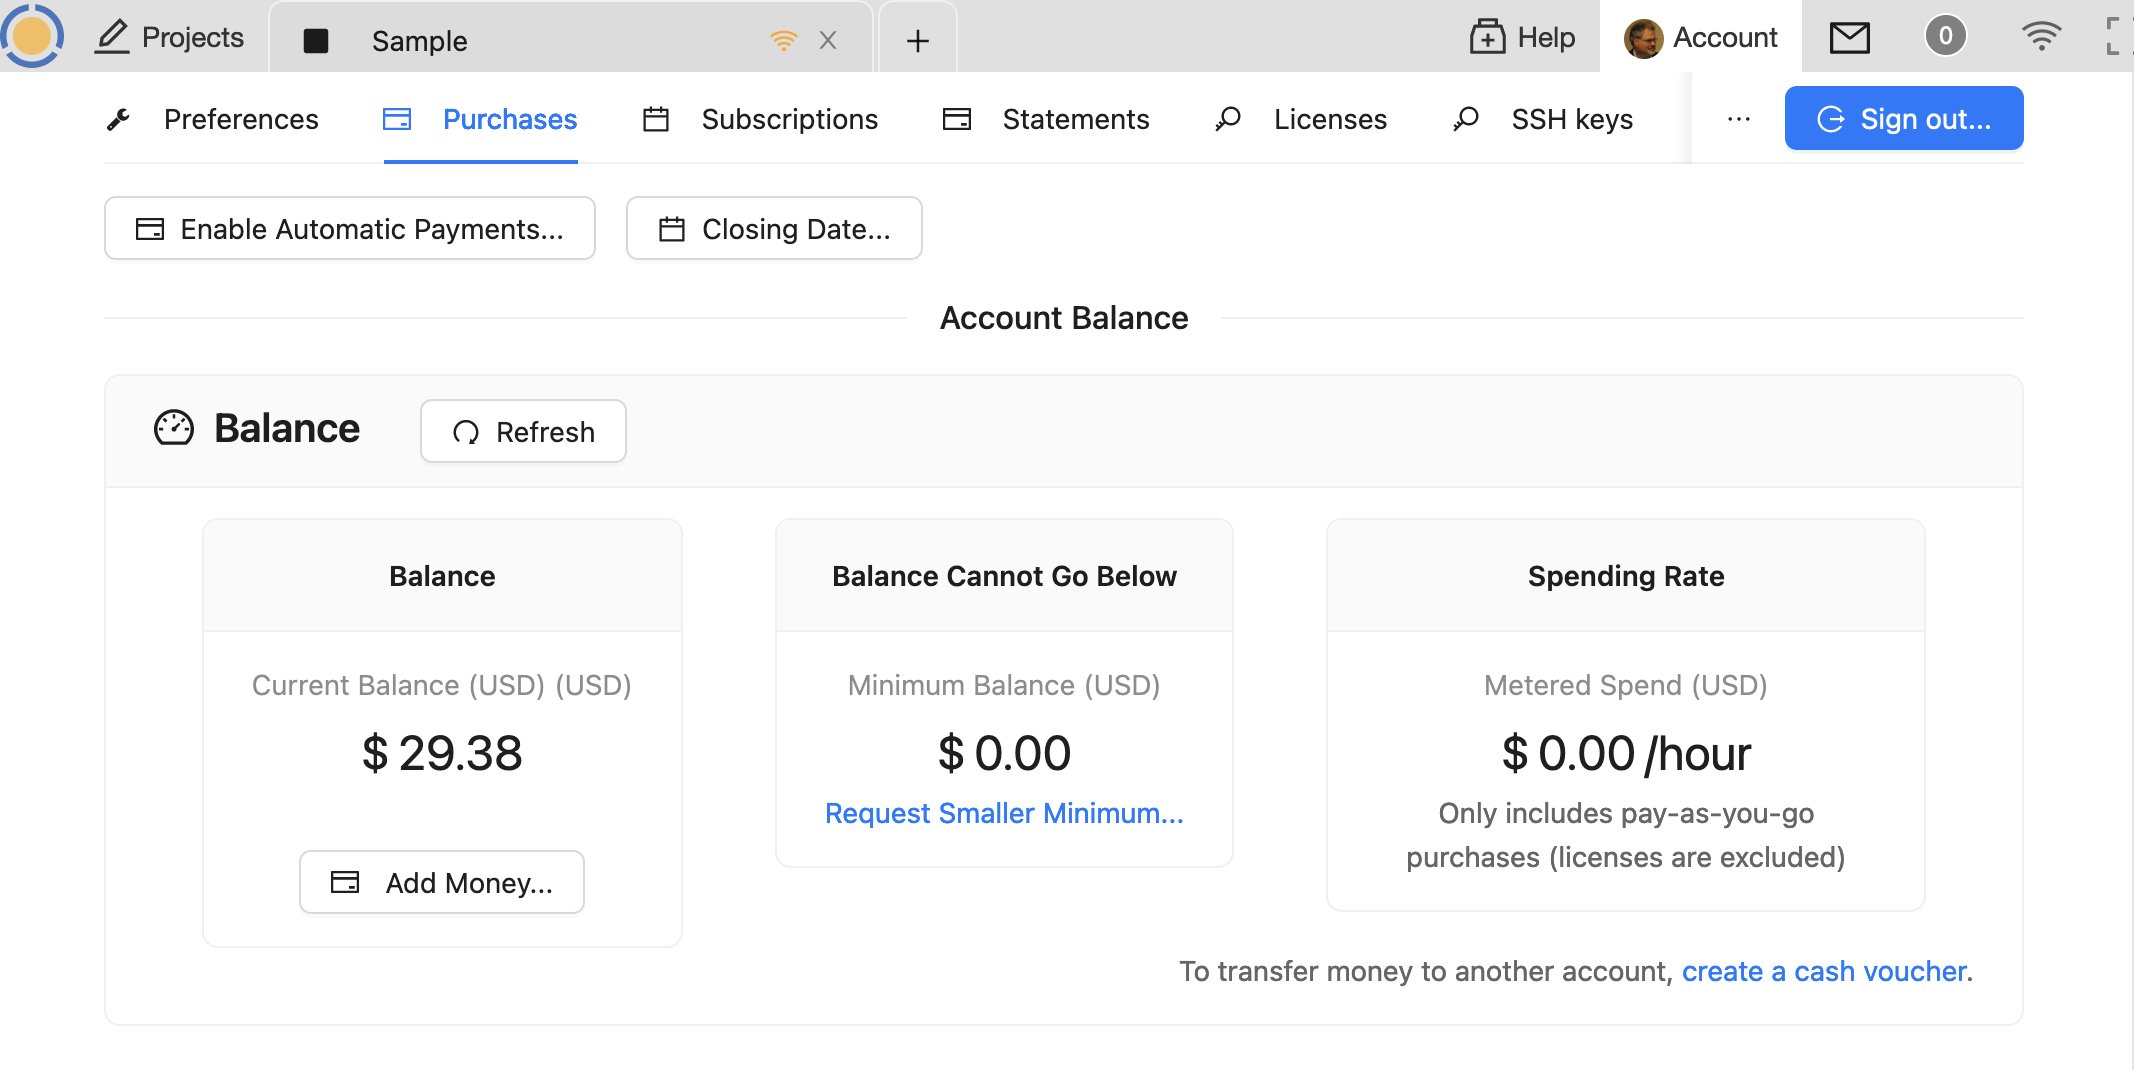 Projects
Sample
Help
Account
0
Preferences
Purchases
Subscriptions
Statements
Licenses
SSH keys
...
Sign out...
Enable Automatic Payments...
Closing Date...
Account Balance
Balance
Refresh
Balance
Current Balance (USD) (USD)
$ 29.38
Add Money...
Balance Cannot Go Below
Minimum Balance (USD)
$ 0.00
Request Smaller Minimum...
Spending Rate
Metered Spend (USD)
$ 0.00 /hour
Only includes pay-as-you-go
purchases (licenses are excluded)
To transfer money to another account, create a cash voucher.